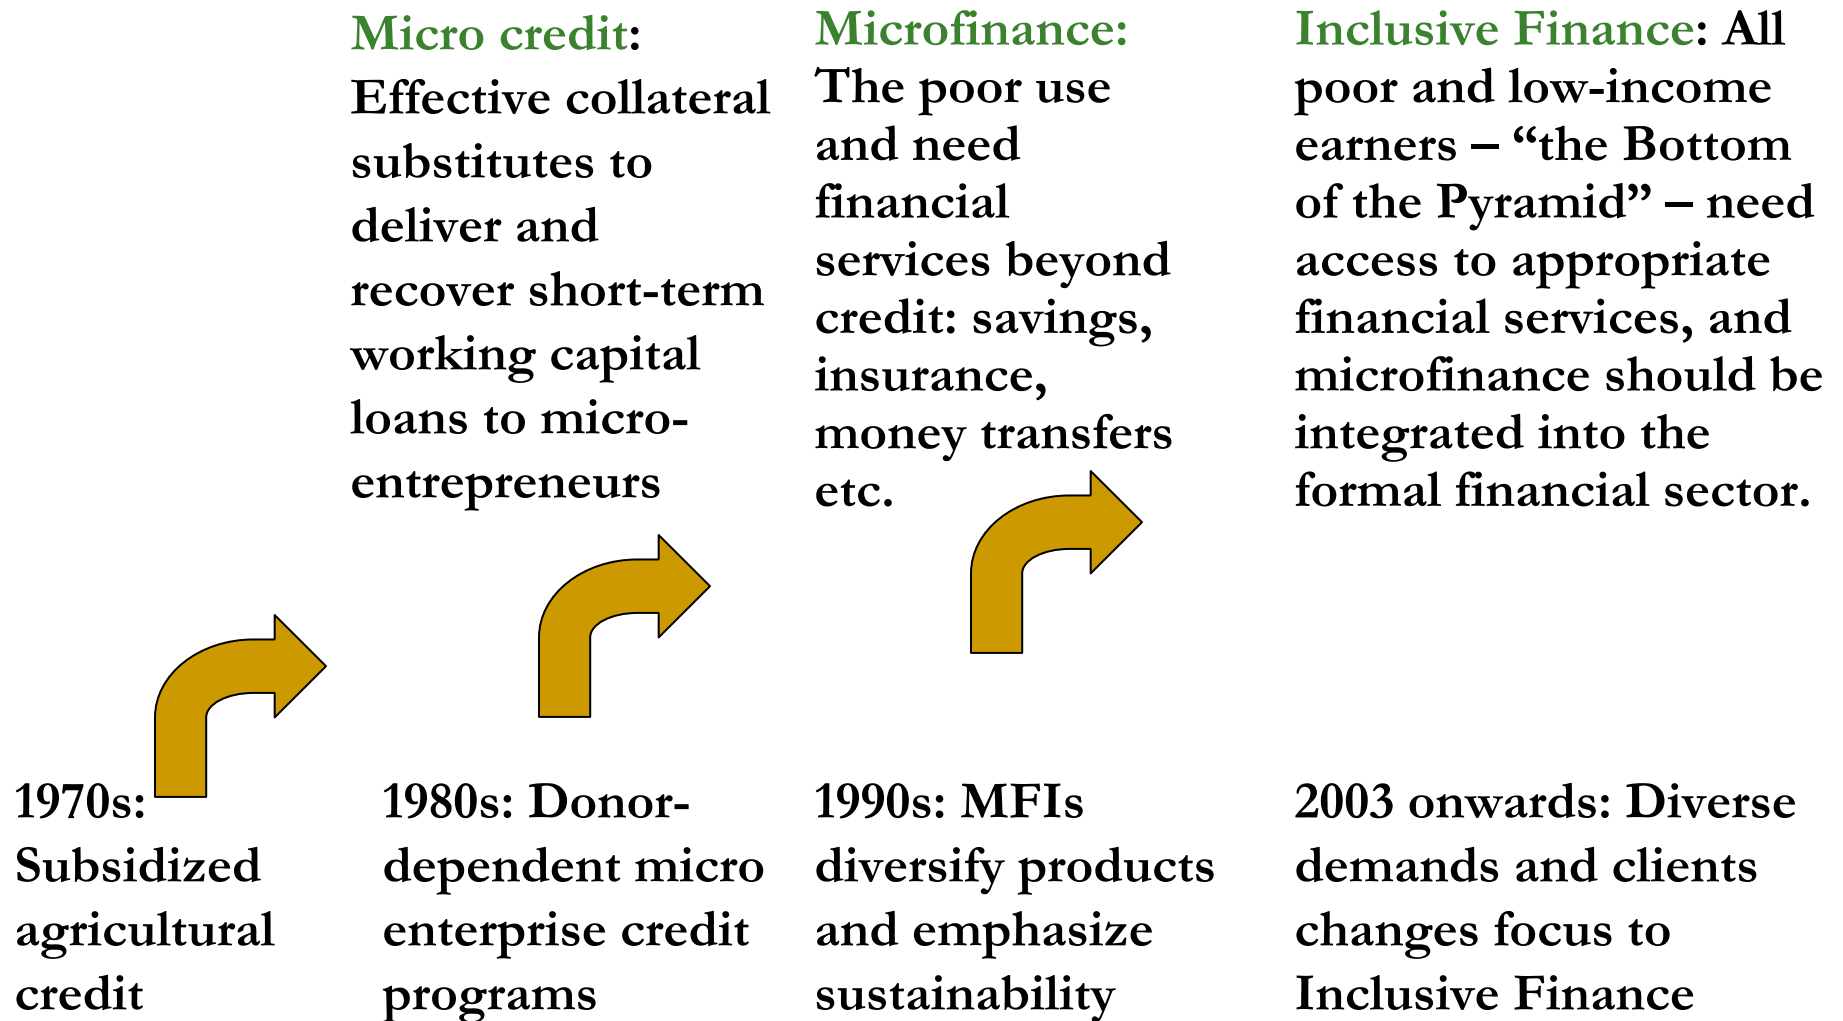 Micro credit:
Effective collateral
substitutes to
deliver and
recover short-term
working capital
loans to micro-
entrepreneurs
Microfinance:
The poor use
and need
financial
services beyond
credit: savings,
insurance,
money transfers
etc.
Inclusive Finance: All
poor and low-income
earners – “the Bottom
of the Pyramid” – need
access to appropriate
financial services, and
microfinance should be
integrated into the
formal financial sector.
1970s:
Subsidized
agricultural
credit
1980s: Donor-
dependent micro
enterprise credit
programs
1990s: MFIs
diversify products
and emphasize
sustainability
2003 onwards: Diverse
demands and clients
changes focus to
Inclusive Finance